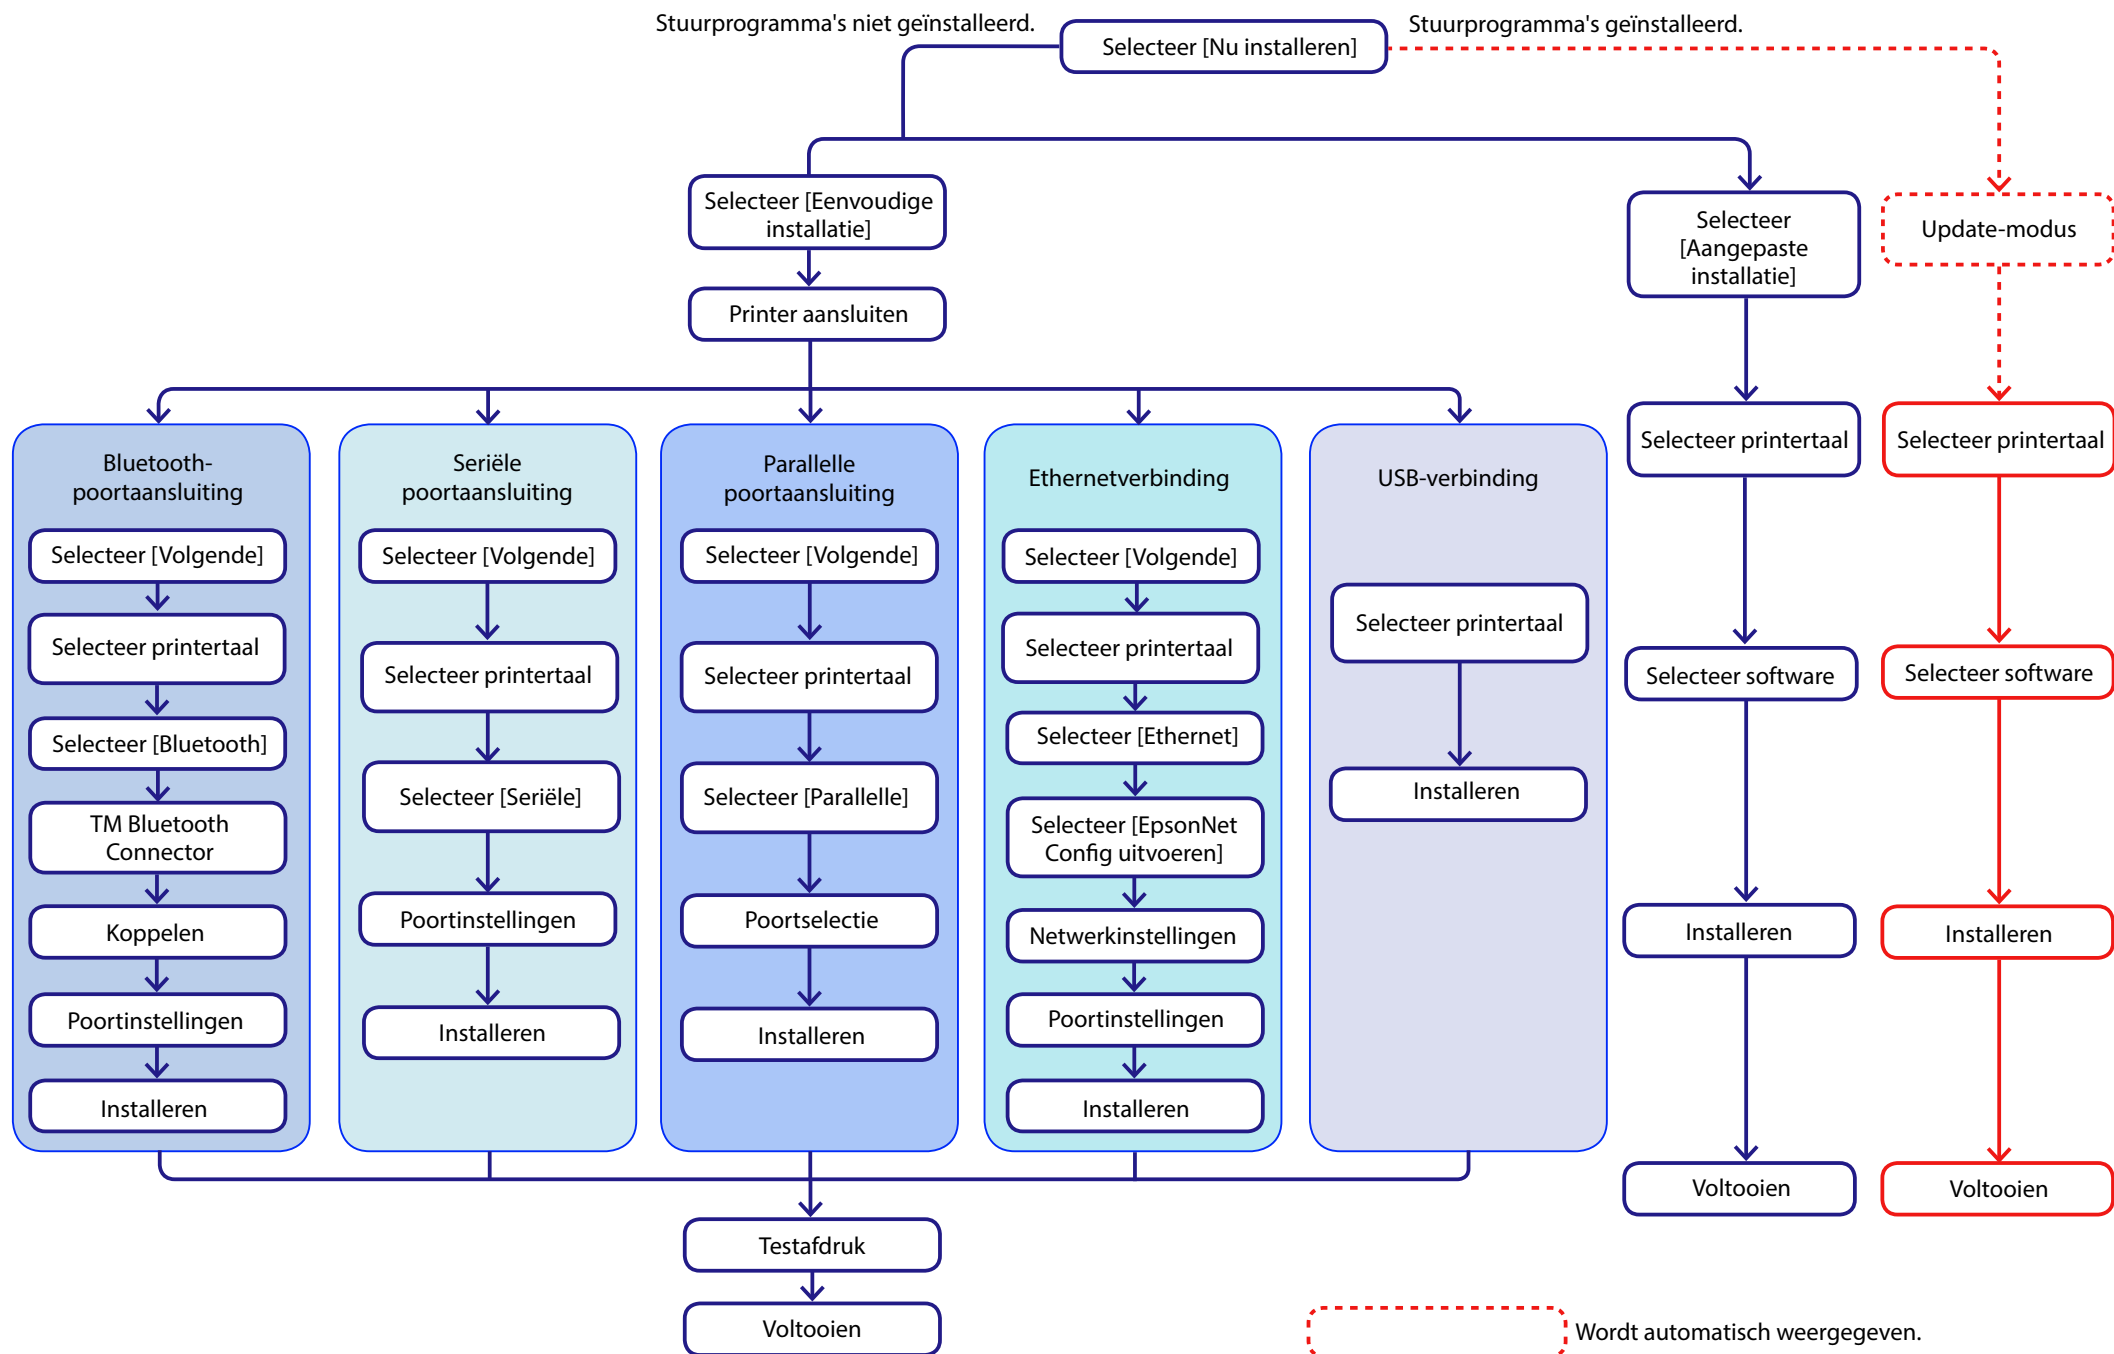 Stuurprogramma's niet geïnstalleerd.
Selecteer [Nu installeren]
Stuurprogramma's geïnstalleerd.
Selecteer [Eenvoudige
installatie]
Printer aansluiten
Selecteer
[Aangepaste
installatie]
Update-modus
Bluetooth-
poortaansluiting
Selecteer [Volgende]
Selecteer printertaal
Selecteer [Bluetooth]
TM Bluetooth
Connector
Koppelen
Poortinstellingen
Installeren
Seriële
poortaansluiting
Selecteer [Volgende]
Selecteer printertaal
Selecteer [Seriële]
Poortinstellingen
Installeren
Parallelle
poortaansluiting
Selecteer [Volgende]
Selecteer printertaal
Selecteer [Parallelle]
Poortselectie
Installeren
Ethernetverbinding
Selecteer [Volgende]
Selecteer printertaal
Selecteer [Ethernet]
Selecteer [EpsonNet
Config uitvoeren]
Netwerkinstellingen
Poortinstellingen
Installeren
USB-verbinding
Selecteer printertaal
Installeren
Selecteer printertaal
Selecteer software
Installeren
Voltooien
Selecteer printertaal
Selecteer software
Installeren
Voltooien
Testafdruk
Voltooien
Wordt automatisch weergegeven.